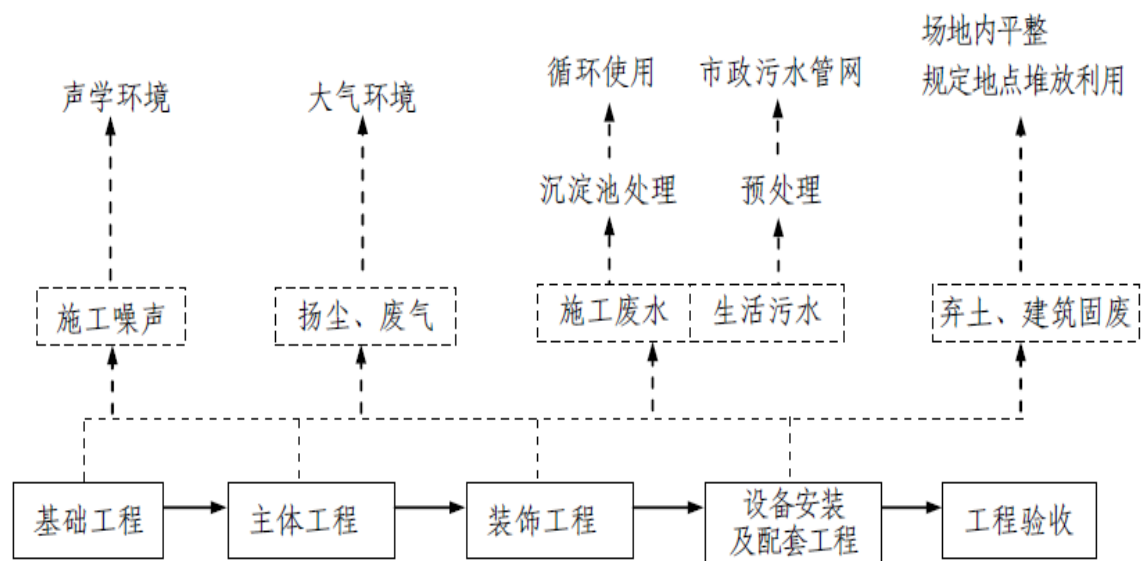 场地内平整
规定地点堆放利用
循环使用
市政污水管网
声学环境
大气环境
沉淀池处理
预处理
施工噪声
扬尘、废气
施工废水
生活污水
弃土、建筑固废
基础工程
主体工程
装饰工程
设备安装
及配套工程
工程验收